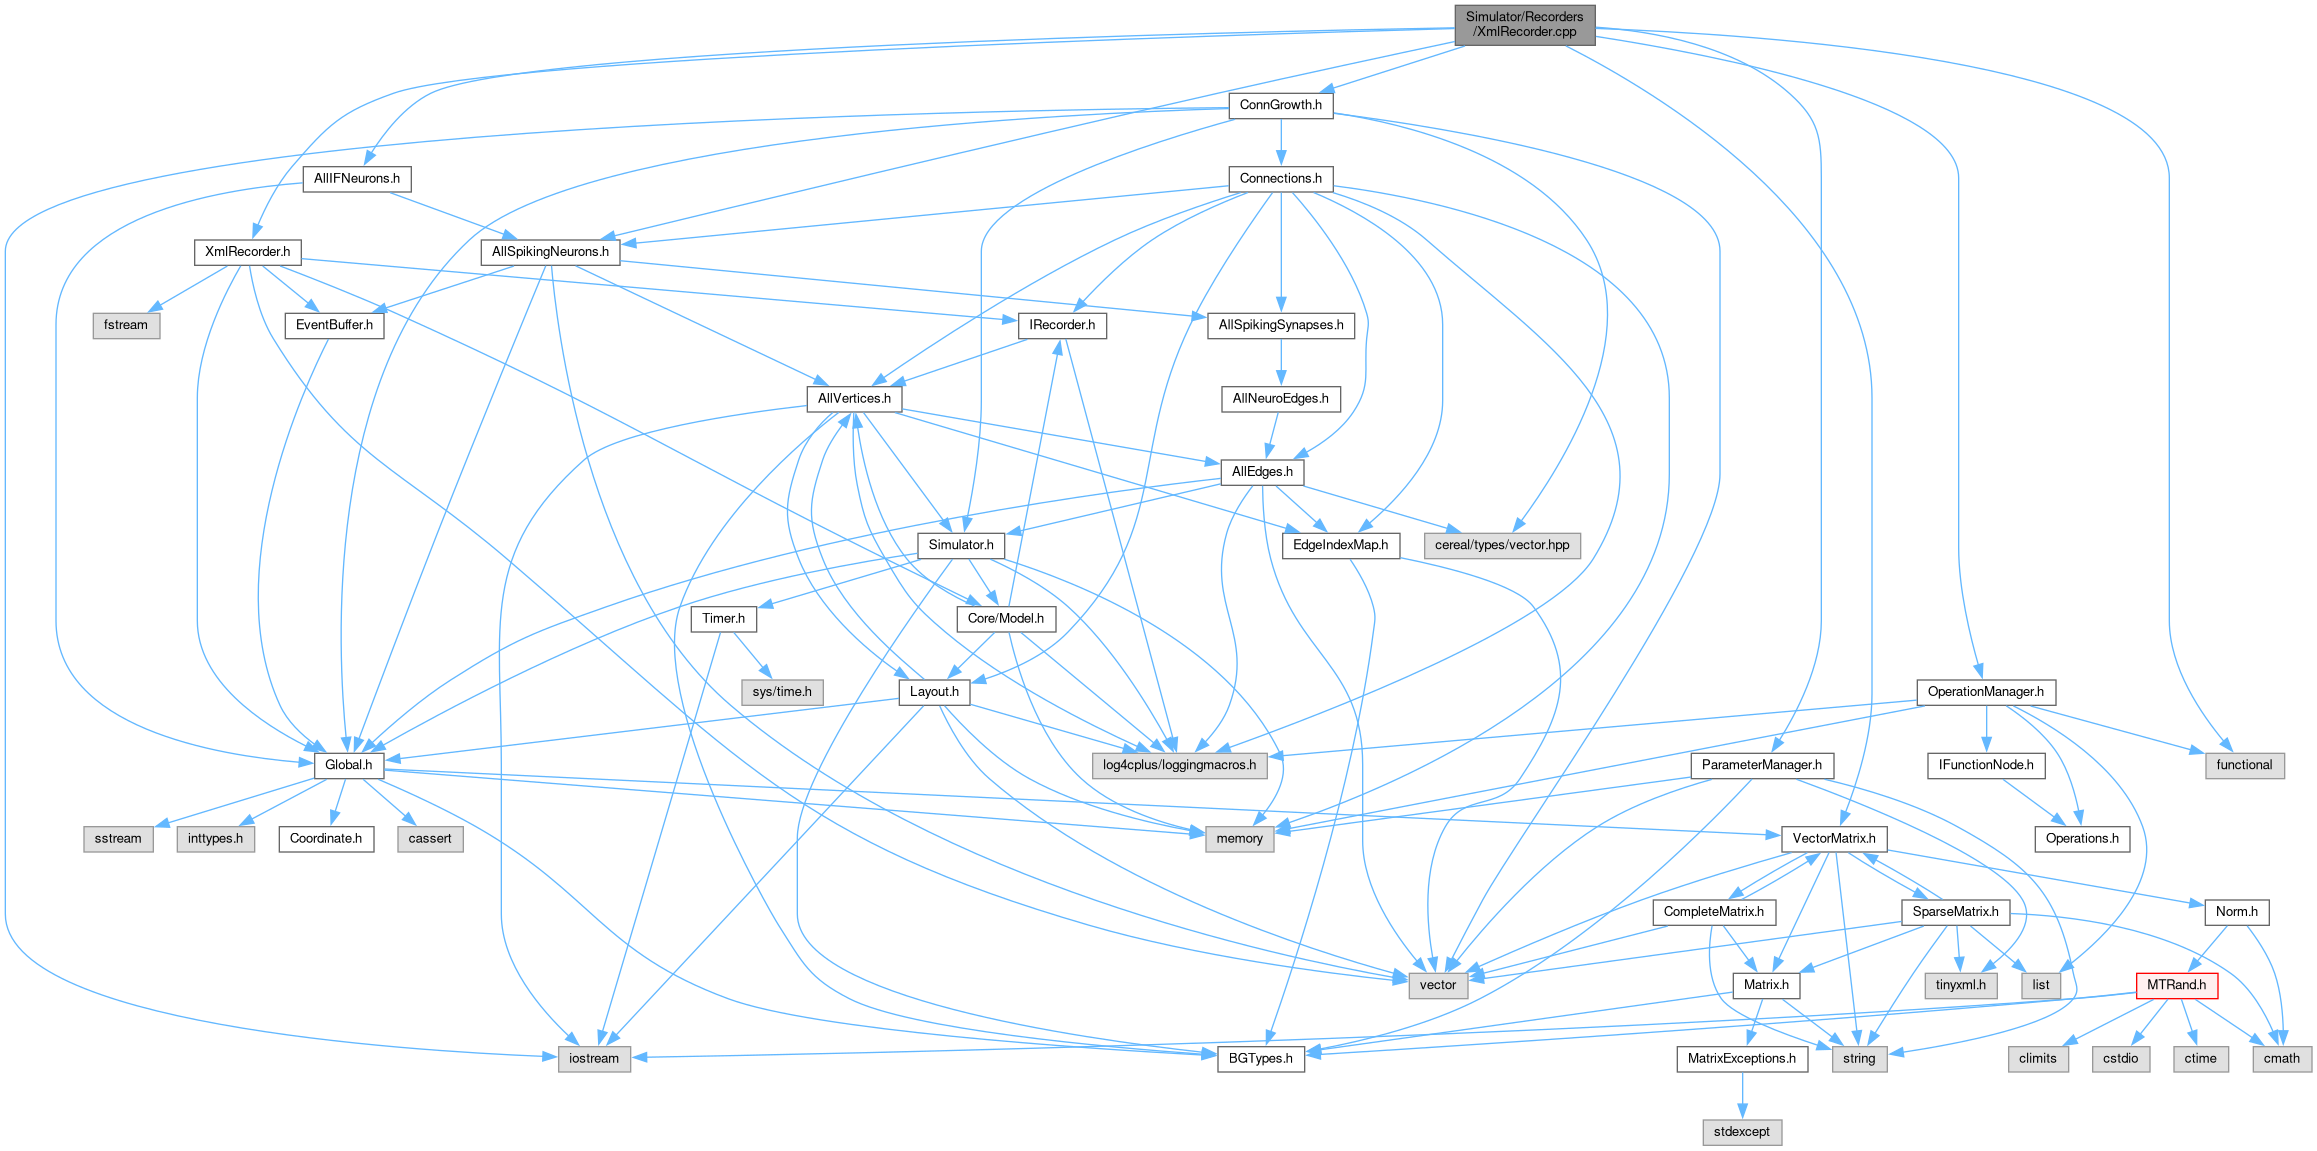 Simulator/Recorders
/XmlRecorder.cpp
ConnGrowth.h
AllIFNeurons.h
Connections.h
XmlRecorder.h
AllSpikingNeurons.h
fstream
EventBuffer.h
IRecorder.h
AllSpikingSynapses.h
AllVertices.h
AllNeuroEdges.h
AllEdges.h
Simulator.h
EdgeIndexMap.h
cereal/types/vector.hpp
Timer.h
Core/Model.h
sys/time.h
Layout.h
OperationManager.h
Global.h
log4cplus/loggingmacros.h
ParameterManager.h
IFunctionNode.h
functional
sstream
inttypes.h
Coordinate.h
cassert
memory
VectorMatrix.h
Operations.h
CompleteMatrix.h
SparseMatrix.h
Norm.h
vector
Matrix.h
tinyxml.h
list
MTRand.h
iostream
BGTypes.h
MatrixExceptions.h
string
climits
cstdio
ctime
cmath
stdexcept